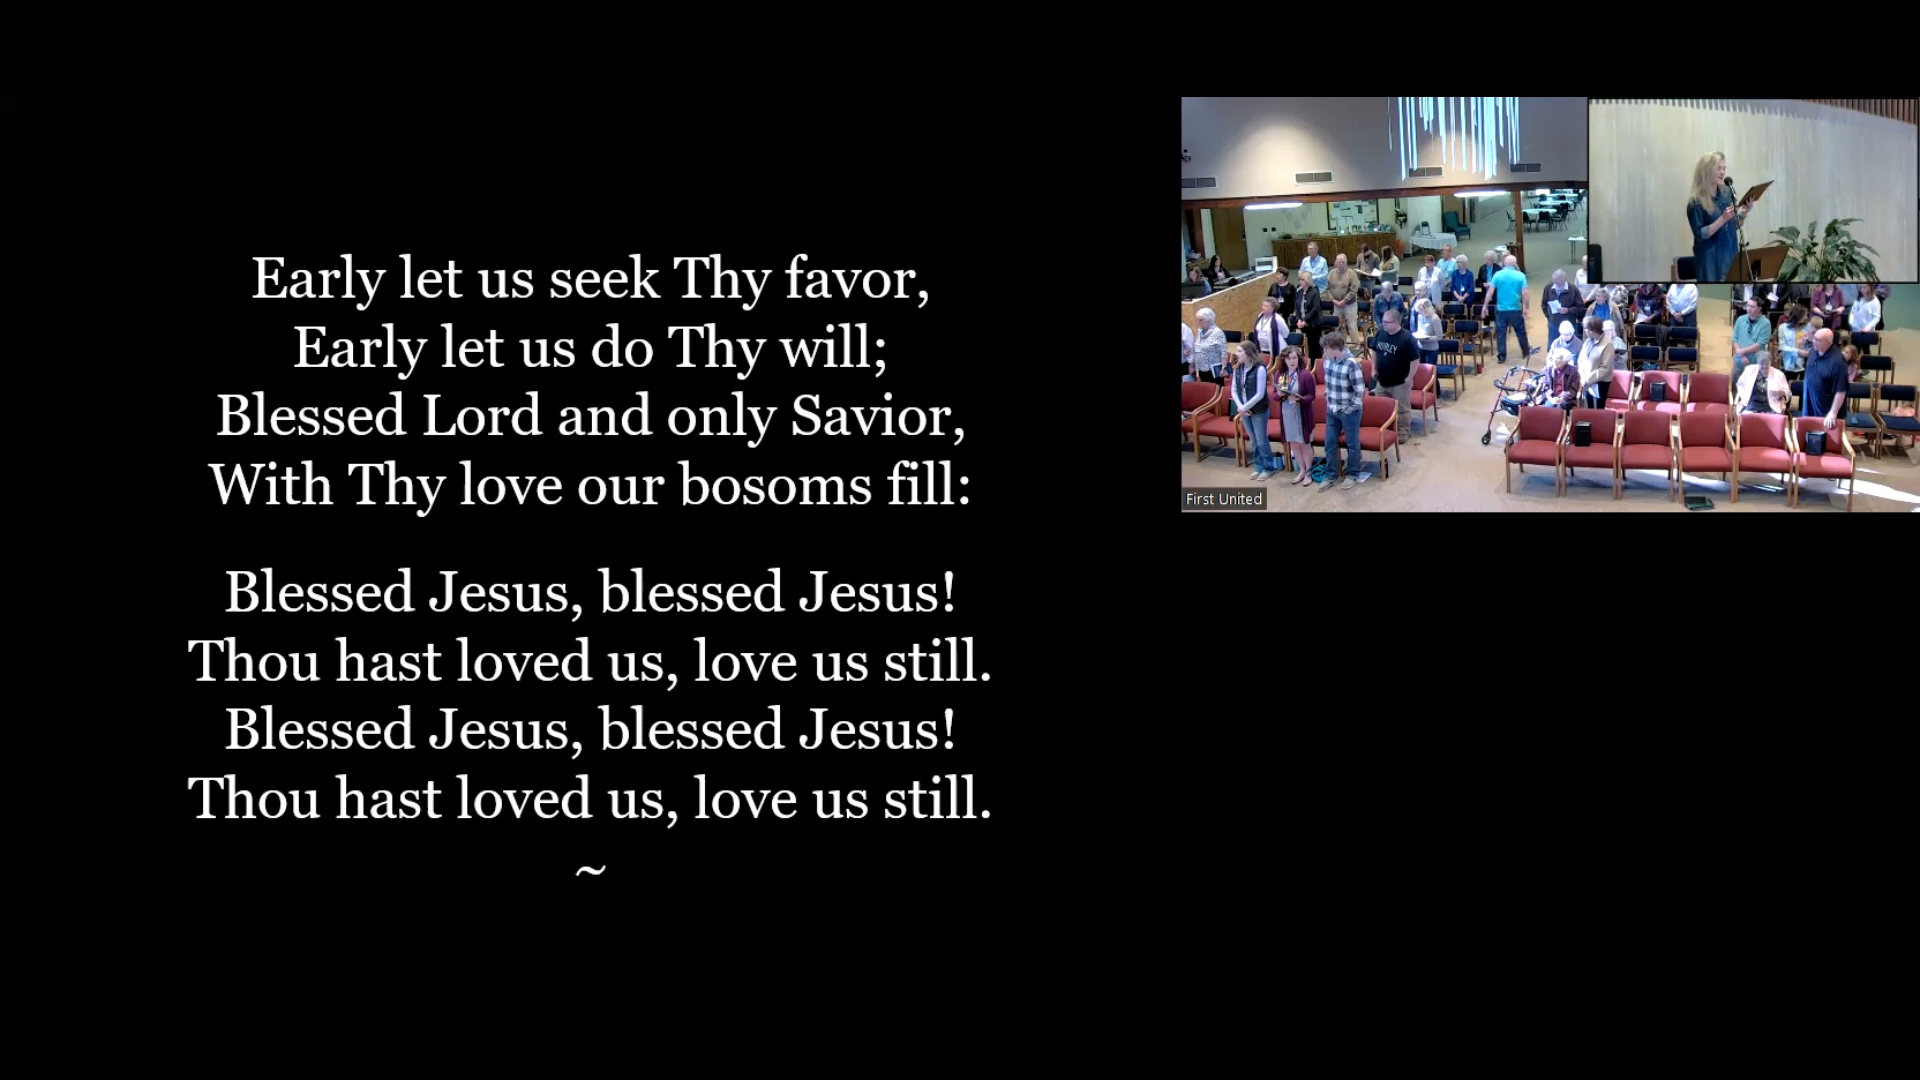 Early let us seek Thy favor,
Early let us do Thy will;
Blessed Lord and only Savior,
With Thy love our bosoms fill:
Blessed Jesus, blessed Jesus!
Thou hast loved us, love us still.
Blessed Jesus, blessed Jesus!
Thou hast loved us, love us still.
~
First United